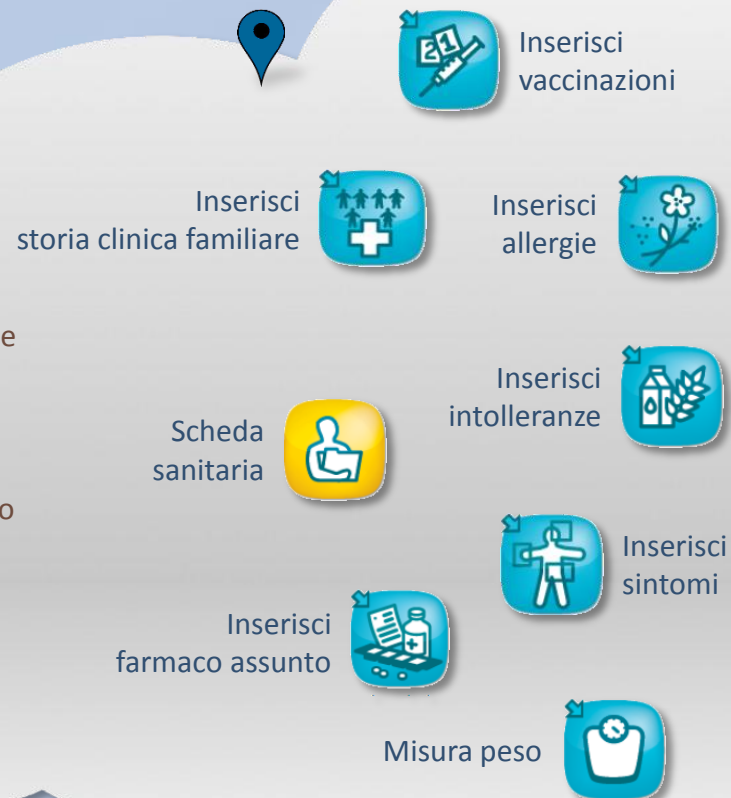 Inserisci
vaccinazioni
Inserisci
storia clinica familiare
Inserisci
allergie
e
Inserisci
intolleranze
Scheda
sanitaria
o
Inserisci
sintomi
Inserisci
farmaco assunto
Misura peso